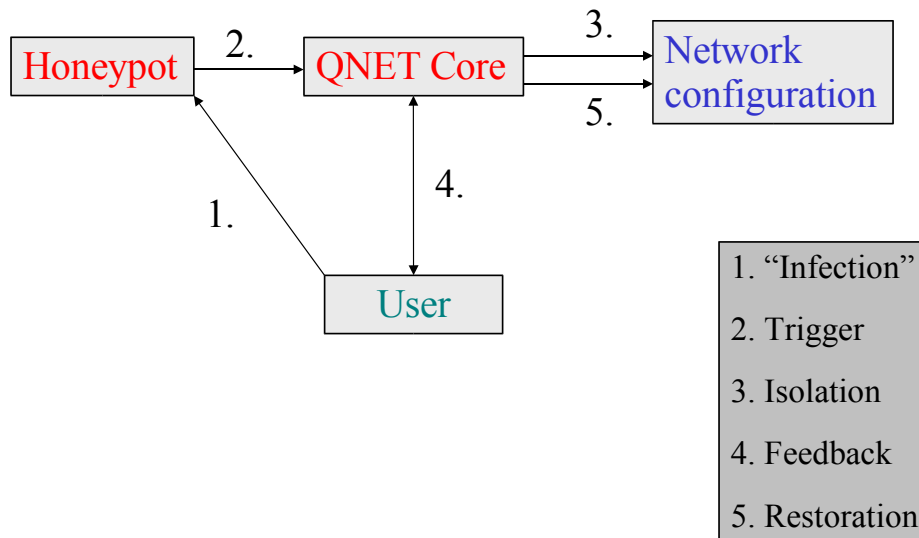 3.
2.
Honeypot
QNET Core
Network
configuration
5.
4.
1.
User
1. “Infection”
2. Trigger
3. Isolation
4. Feedback
5. Restoration